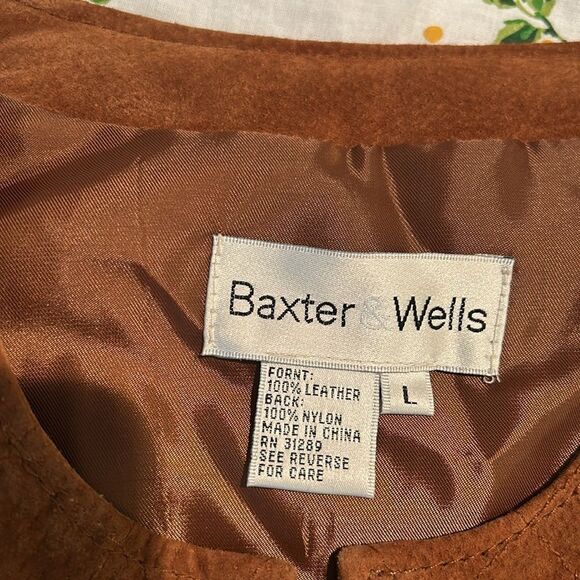 Baxter & Wells
L
FORNT:
100% LEATHER
BACK:
100% NYLON
MADE IN CHINA
RN 31289
SEE REVERSE
FOR CARE